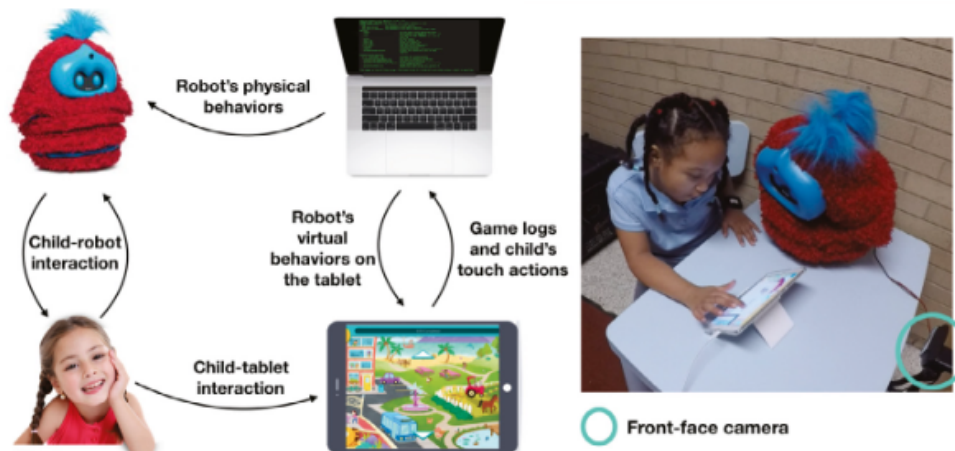 Robot's physical
behaviors
Child-robot
interaction
Robot's
virtual
behaviors on
the tablet
Game logs
and child's
touch actions
Child-tablet
interaction
Front-face camera